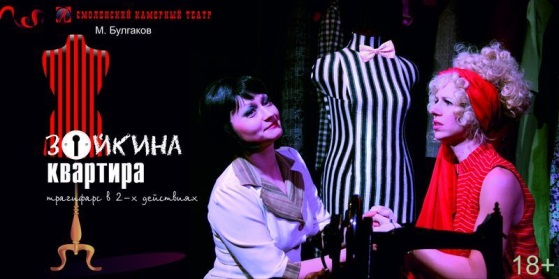 СМОЛЕНСКИЙ КАМЕРНЫЙ ТЕАТР
М. Булгаков
ЗОЙКИНА
квартира
трагифарс в 2-х действиях
18+